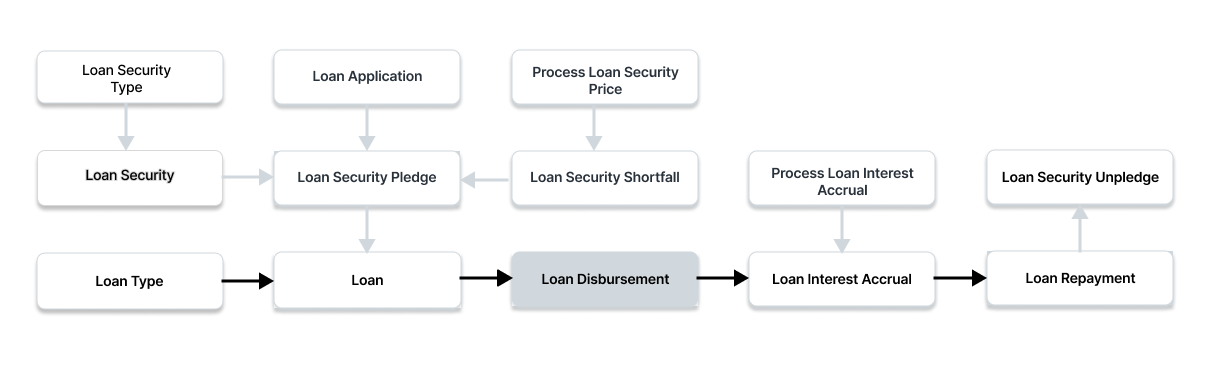 Loan Security
Type
Loan Application
Process Loan Security
Price
Loan Security
Loan Security Pledge
Loan Security Shortfall
Process Loan Interest
Accrual
Loan Security Unpledge
Loan Type
Loan
Loan Disbursement
Loan Interest Accrual
Loan Repayment